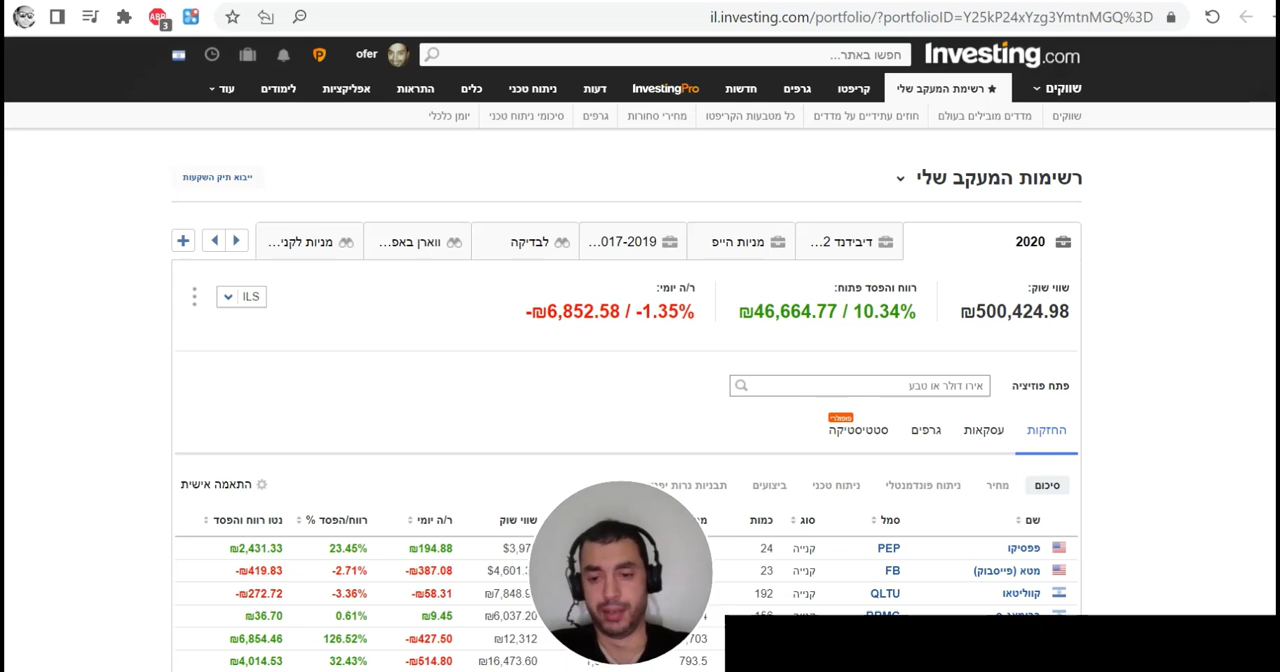 il.investing.com/portfolio/?portfolioID=Y25kP24xYzg3YmtnMGQ%3D
ABP
3
Investing.com
חפשו באתר...
ofer
שווקים
רשימת המעקב שלי
קריפטו
גרפים
חדשות
InvestingPro
דעות
ניתוח טכני
כלים
התראות
אפליקציות
לימודים
עוד
שווקים
מדדים מובילים בעולם
חוזים עתידיים על מדדים
כל מטבעות הקריפטו
מחירי סחורות
גרפים
סיכומי ניתוח טכני
יומן כלכלי
רשימות המעקב שלי
ייבוא תיק השקעות
2020
דיבידנד 2...
מניות הייפ
017-2019...
לבדיקה
ווארן באפ...
מניות לקני...
שווי שוק:
רווח והפסד פתוח:
ר/ה יומי:
₪500,424.98
₪46,664.77 / 10.34%
-₪6,852.58 / -1.35%
ILS
פתח פוזיציה
אירו דולר או טבע
פופולרי
החזקות
עסקאות
גרפים
סטטיסטיקה
סיכום
מחיר
ניתוח פונדמנטלי
ניתוח טכני
ביצועים
תבניות נרות
התאמה אישית
שם
סמל
סוג
כמות
שווי שוק
ר/ה יומי
רווח/הפסד %
נטו רווח והפסד
פפסיקו PEP קנייה 24 $3,97 ₪194.88 23.45% ₪2,431.33
מטא (פייסבוק) FB קנייה 23 $4,601. -₪387.08 -2.71% -₪419.83
קווליטאו QLTU קנייה 192 ₪7,848. -₪58.31 -3.36% -₪272.72
₪6,037.20 ₪9.45 0.61% ₪36.70
703 ₪12,312 -₪427.50 126.52% ₪6,854.46
793.5 ₪16,473.60 -₪514.80 32.43% ₪4,014.53